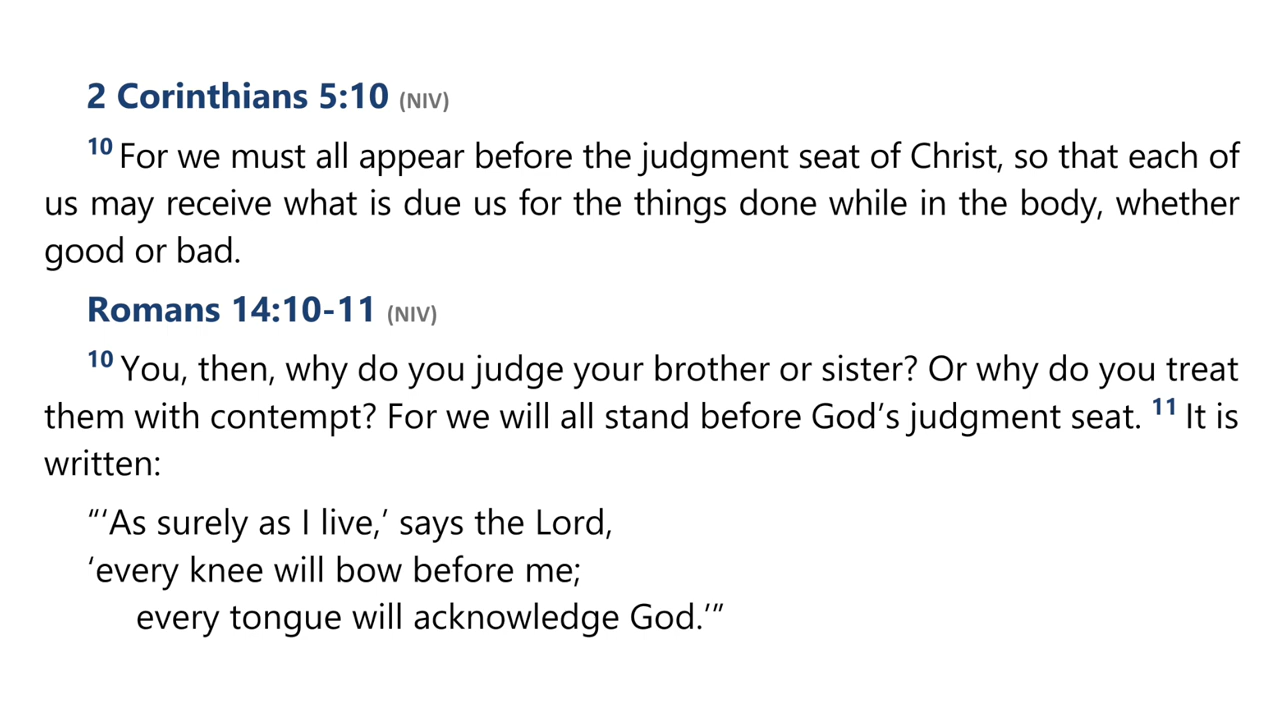 2 Corinthians 5:10 (NIV)
10 For we must all appear before the judgment seat of Christ, so that each of
us may receive what is due us for the things done while in the body, whether
good or bad.
Romans 14:10-11 (NIV)
10 You, then, why do you judge your brother or sister? Or why do you treat
them with contempt? For we will all stand before God’s judgment seat. 11 It is
written:
“‘As surely as I live,’ says the Lord,
‘every knee will bow before me;
every tongue will acknowledge God.’”